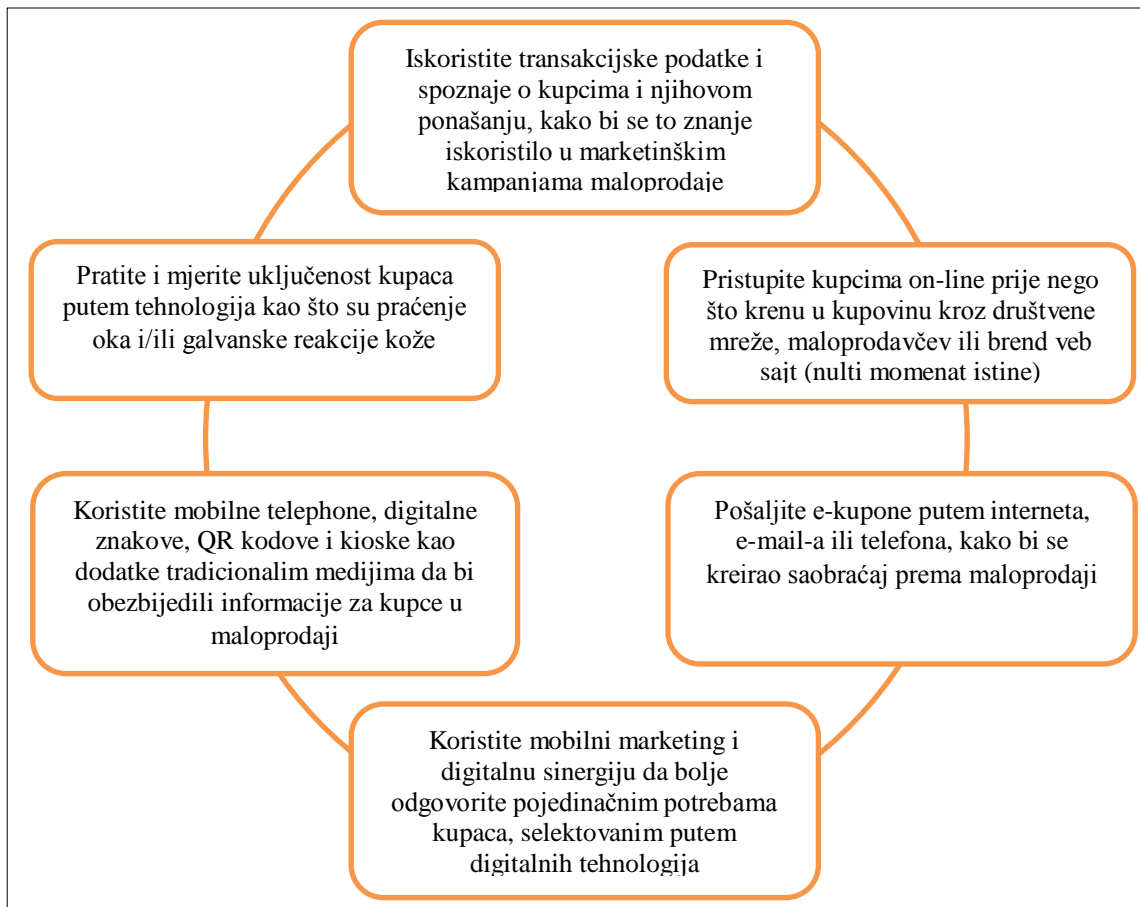 Iskoristite transakcijske podatke i
spoznaje o kupcima i njihovom
ponašanju, kako bi se to znanje
iskoristilo u marketinškim
kampanjama maloprodaje
Pristupite kupcima on-line prije nego
što krenu u kupovinu kroz društvene
mreže, maloprodavčev ili brend veb
sajt (nulti momenat istine)
Pošaljite e-kupone putem interneta,
e-mail-a ili telefona, kako bi se
kreirao saobraćaj prema maloprodaji
Koristite mobilni marketing i
digitalnu sinergiju da bolje
odgovorite pojedinačnim potrebama
kupaca, selektovanim putem
digitalnih tehnologija
Koristite mobilne telephone, digitalne
znakove, QR kodove i kioske kao
dodatke tradicionalim medijima da bi
obezbijedili informacije za kupce u
maloprodaji
Pratite i mjerite uključenost kupaca
putem tehnologija kao što su praćenje
oka i/ili galvanske reakcije kože